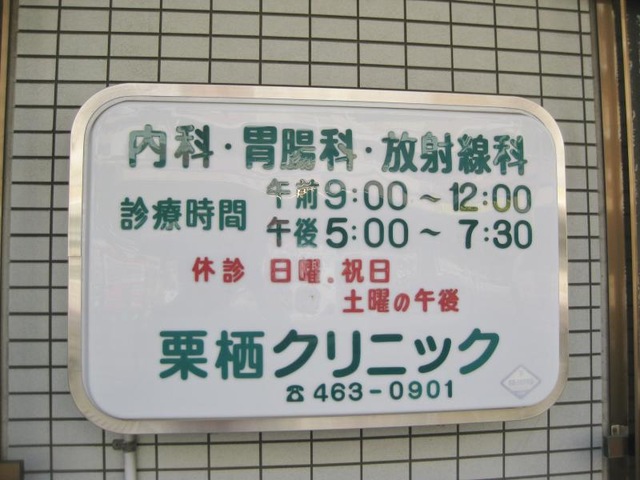 内科・胃腸科・放射線科
診療時間 午前9:00~12:00
午後5:00~7:30
休診 日曜.祝日
土曜の午後
栗栖クリニック
☎463-0901